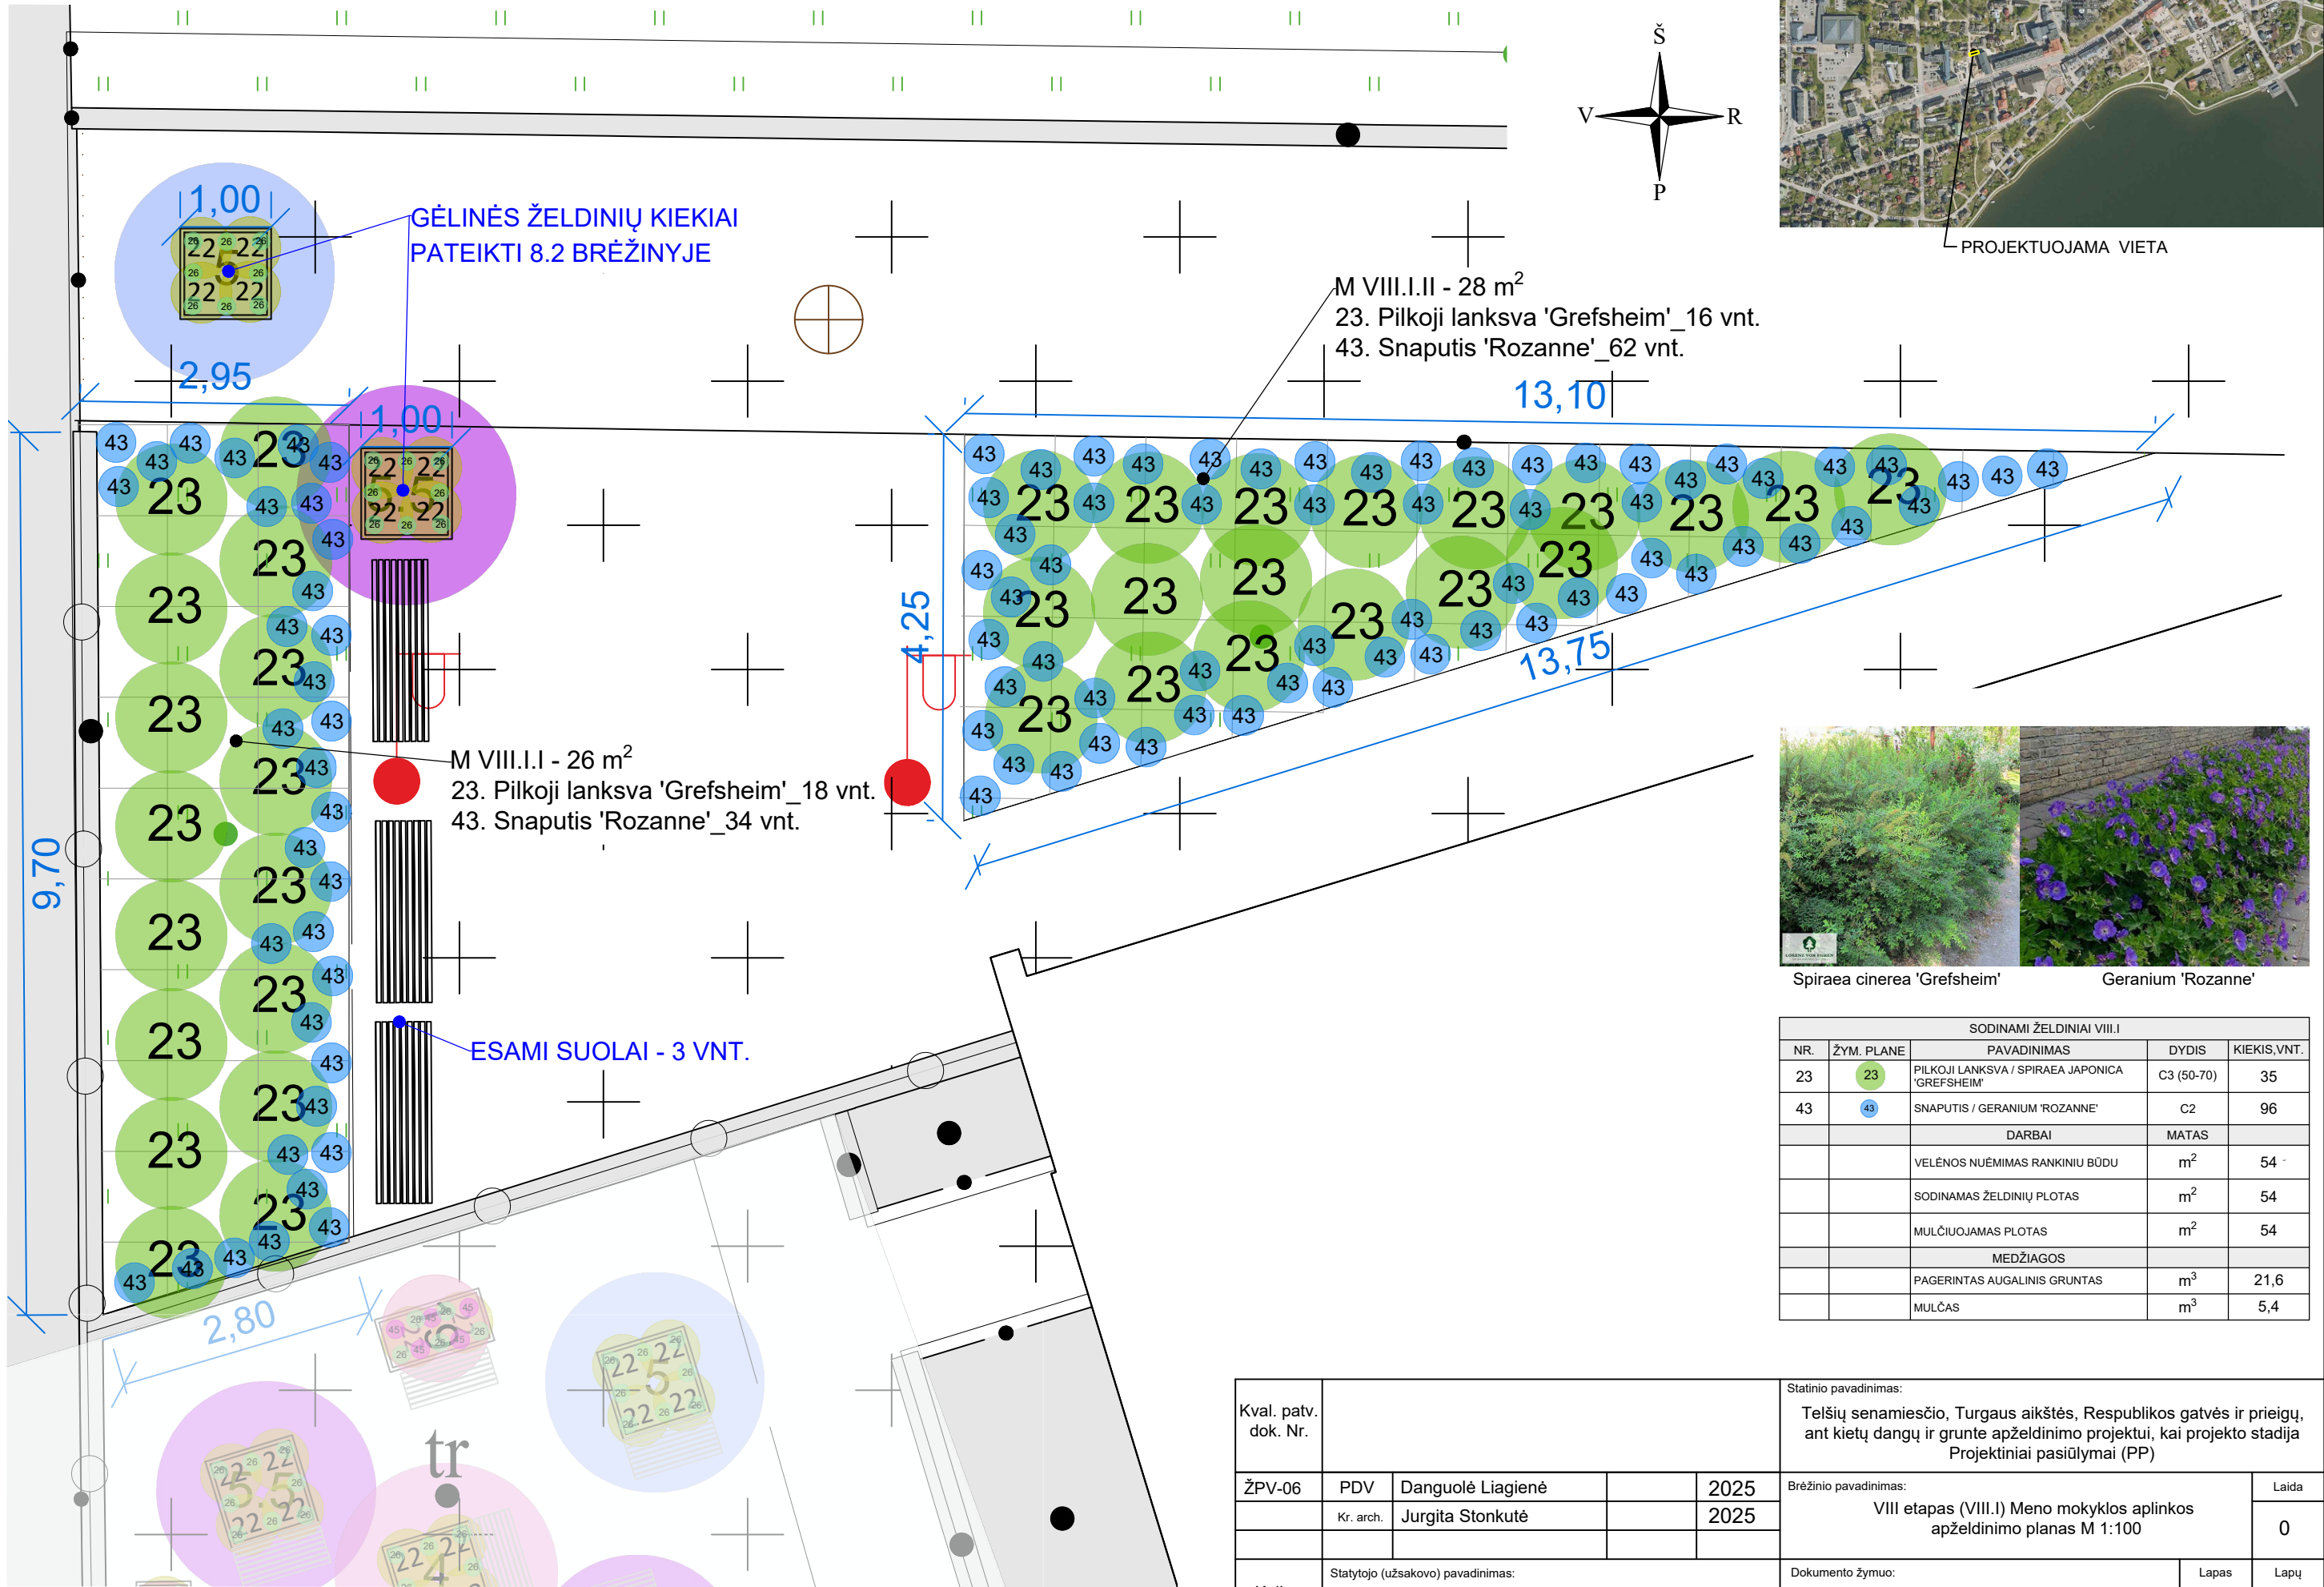 Š
V
R
P
PROJEKTUOJAMA VIETA
1,00
GĖLINĖS ŽELDINIŲ KIEKIAI
PATEIKTI 8.2 BRĖŽINYJE
2,95
1,00
M VIII.I.II - 28 m²
23. Pilkoji lanksva 'Grefsheim'_16 vnt.
43. Snaputis 'Rozanne'_62 vnt.
13,10
4,25
13,75
9,70
M VIII.I.I - 26 m²
23. Pilkoji lanksva 'Grefsheim'_18 vnt.
43. Snaputis 'Rozanne'_34 vnt.
ESAMI SUOLAI - 3 VNT.
2,80
tr
Spiraea cinerea 'Grefsheim'
Geranium 'Rozanne'
SODINAMI ŽELDINIAI VIII.I
NR. ŽYM. PLANE PAVADINIMAS DYDIS KIEKIS,VNT.
23 23 PILKOJI LANKSVA / SPIRAEA JAPONICA 'GREFSHEIM' C3 (50-70) 35
43 43 SNAPUTIS / GERANIUM 'ROZANNE' C2 96
DARBAI MATAS
VELĖNOS NUĖMIMAS RANKINIU BŪDU m² 54
SODINAMAS ŽELDINIŲ PLOTAS m² 54
MULČIUOJAMAS PLOTAS m² 54
MEDŽIAGOS
PAGERINTAS AUGALINIS GRUNTAS m³ 21,6
MULČAS m³ 5,4
Kval. patv.
dok. Nr.
Statinio pavadinimas:
Telšių senamiesčio, Turgaus aikštės, Respublikos gatvės ir prieigų,
ant kietų dangų ir grunte apželdinimo projektui, kai projekto stadija
Projektiniai pasiūlymai (PP)
ŽPV-06 PDV Danguolė Liagienė 2025
Kr. arch. Jurgita Stonkutė 2025
Brėžinio pavadinimas:
VIII etapas (VIII.I) Meno mokyklos aplinkos
apželdinimo planas M 1:100
Laida
0
Statytojo (užsakovo) pavadinimas:
Dokumento žymuo:
Lapas
Lapų